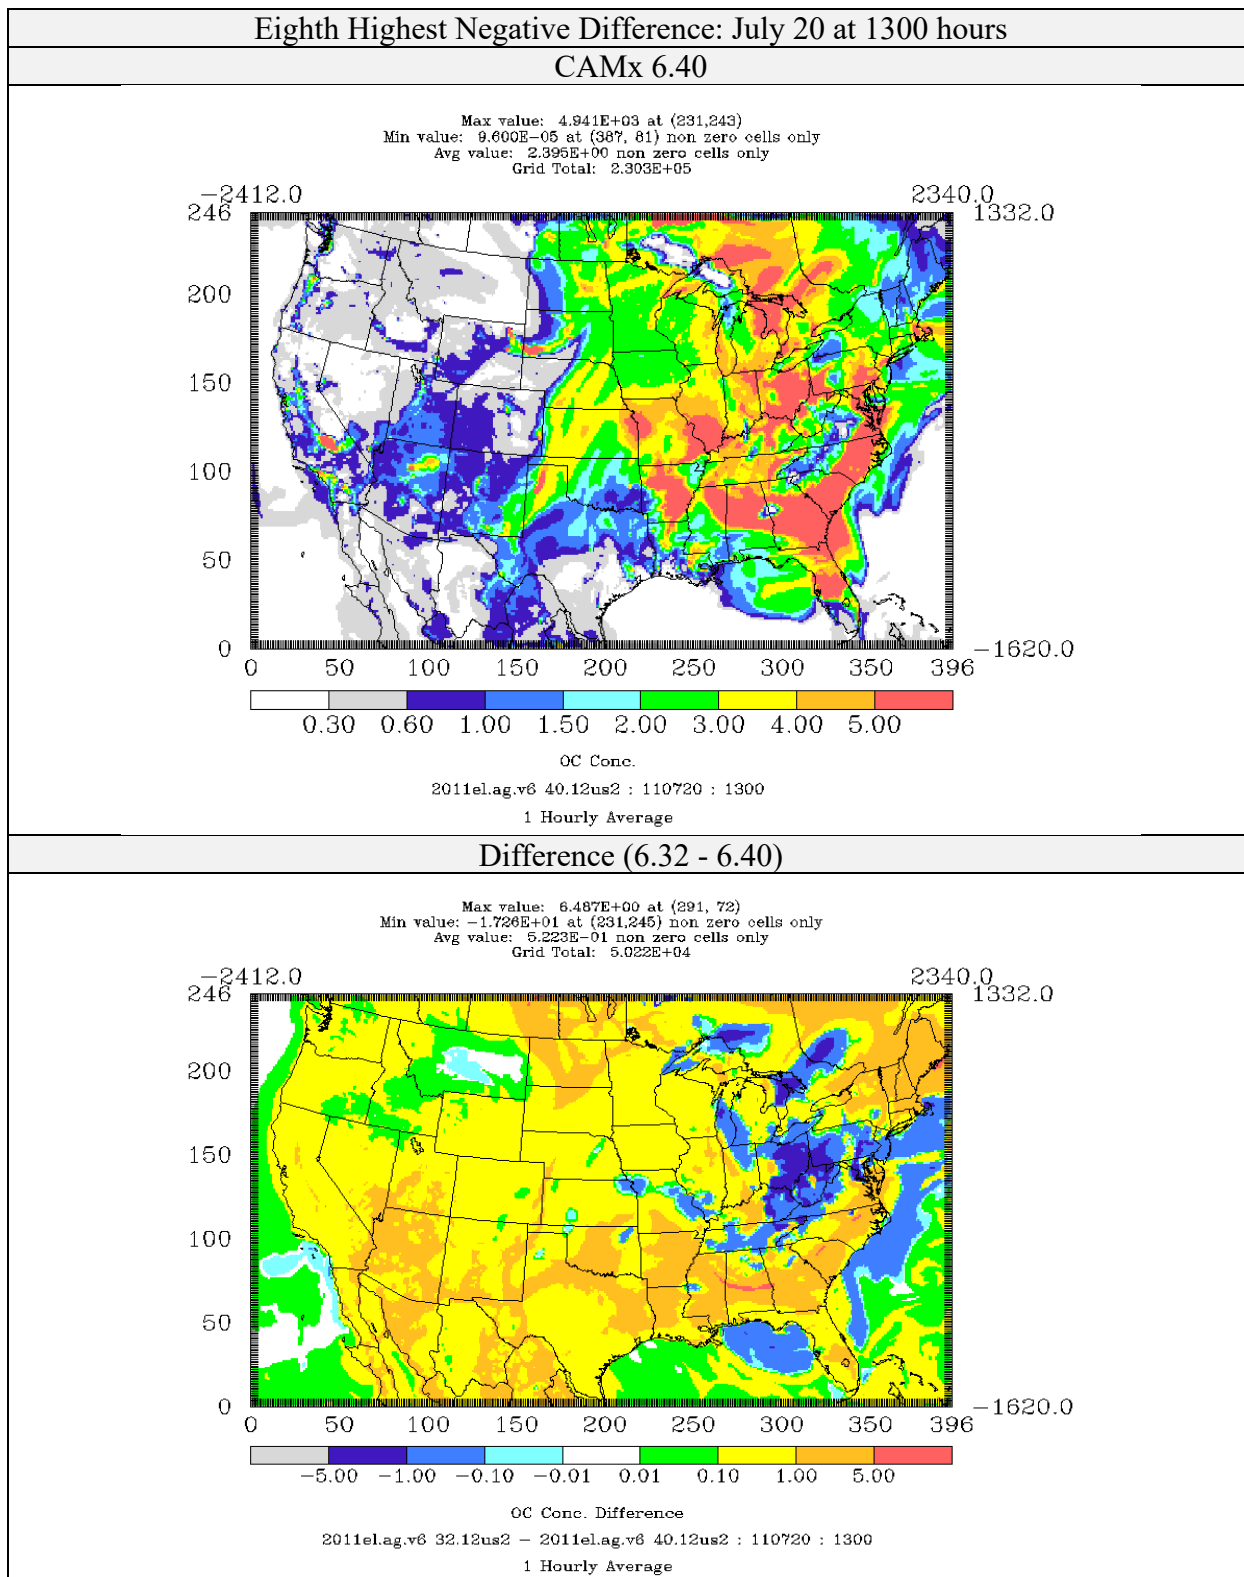 Eighth Highest Negative Difference: July 20 at 1300 hours
CAMx 6.40
Max value: 4.941E+03 at (231,243)
Min value: 9.600E−05 at (387, 81) non zero cells only
Avg value: 2.395E+00 non zero cells only
Grid Total: 2.303E+05
−2412.0 2340.0
246 1332.0
200
150
100
50
0 −1620.0
0 50 100 150 200 250 300 350 396
0.30 0.60 1.00 1.50 2.00 3.00 4.00 5.00
OC Conc.
2011el.ag.v6 40.12us2 : 110720 : 1300
1 Hourly Average
Difference (6.32 - 6.40)
Max value: 6.487E+00 at (291, 72)
Min value: −1.726E+01 at (231,245) non zero cells only
Avg value: 5.223E−01 non zero cells only
Grid Total: 5.022E+04
−2412.0 2340.0
246 1332.0
200
150
100
50
0 −1620.0
0 50 100 150 200 250 300 350 396
−5.00 −1.00 −0.10 −0.01 0.01 0.10 1.00 5.00
OC Conc. Difference
2011el.ag.v6 32.12us2 − 2011el.ag.v6 40.12us2 : 110720 : 1300
1 Hourly Average